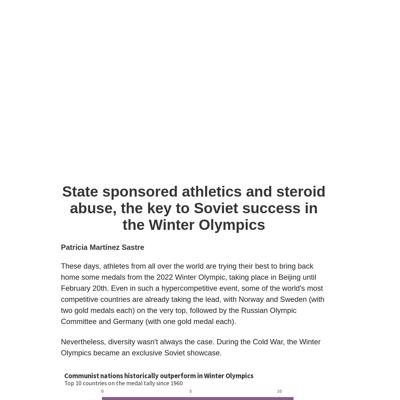 State sponsored athletics and steroid
abuse, the key to Soviet success in
the Winter Olympics
Patricia Martinez Sastre
These days, athletes from all over the world are trying their best to bring back
home some medals from the 2022 Winter Olympic, taking place in Beijing until
February 20th. Even in such a hypercompetitive event, some of the world's most
competitive countries are already taking the lead, with Norway and Sweden (with
two gold medals each) on the very top, followed by the Russian Olympic
Committee and Germany (with one gold medal each).
Nevertheless, diversity wasn't always the case. During the Cold War, the Winter
Olympics became an exclusive Soviet showcase.
Communist nations historically outperform in Winter Olympics
Top 10 countries on the medal tally since 1960
0 5 10